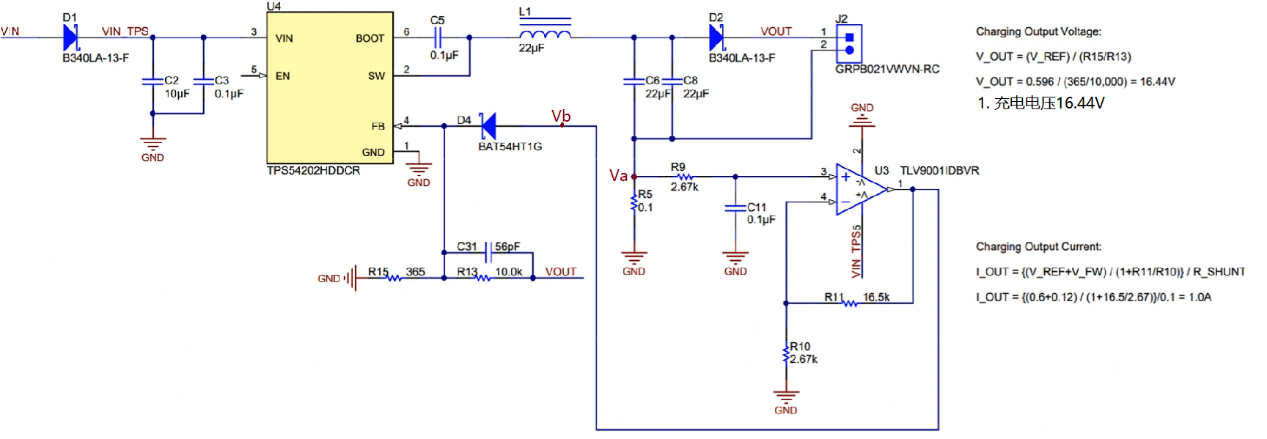 U4
D1
C5
L1
D2
J2
VIN
VIN_TPS
3
VIN
BOOT
6
VOUT
1
2
B340LA-13-F
0.1µF
22µF
B340LA-13-F
GRPB021VWVN-RC
5
EN
SW
2
C2
10µF
C3
0.1µF
C6
22µF
C8
22µF
GND
FB
4
D4
Vb
BAT54HT1G
GND
1
TPS54202HDDCR
GND
GND
2
Va
R9
2.67k
3
U3
TLV9001IDBVR
1
4
+
−
R5
0.1
C11
0.1µF
5
VIN_TPS
GND
GND
C31
56pF
GND
R15
365
R13
10.0k
VOUT
R11
16.5k
R10
2.67k
GND
Charging Output Voltage:
V_OUT = (V_REF) / (R15/R13)
V_OUT = 0.596 / (365/10,000) = 16.44V
1. 充电电压16.44V
Charging Output Current:
I_OUT = {(V_REF+V_FW) / (1+R11/R10)} / R_SHUNT
I_OUT = {(0.6+0.12) / (1+16.5/2.67)}/0.1 = 1.0A